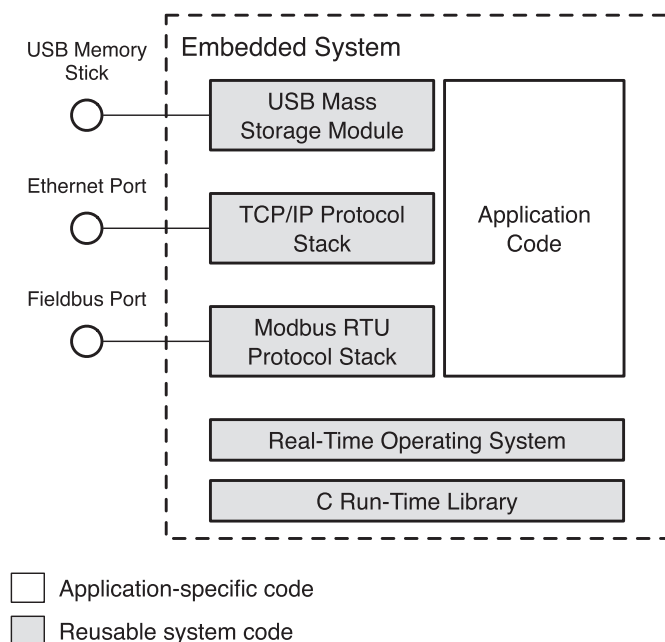 Embedded System
USB Memory
Stick
USB Mass
Storage Module
Ethernet Port
TCP/IP Protocol
Stack
Application
Code
Fieldbus Port
Modbus RTU
Protocol Stack
Real-Time Operating System
C Run-Time Library
Application-specific code
Reusable system code